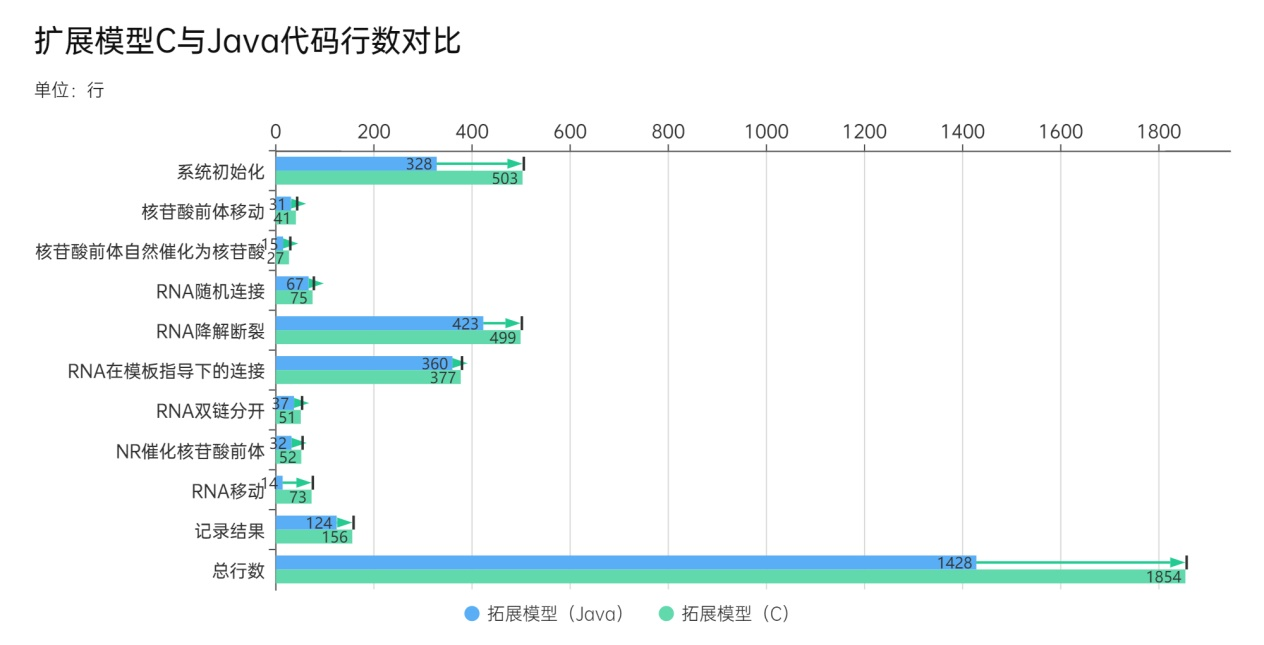 扩展模型C与Java代码行数对比
单位：行
0 200 400 600 800 1000 1200 1400 1600 1800
系统初始化 328
503
核苷酸前体移动 31
41
核苷酸前体自然催化为核苷酸 15
27
RNA随机连接 67
75
RNA降解断裂 423
499
RNA在模板指导下的连接 360
377
RNA双链分开 37
51
NR催化核苷酸前体 32
52
RNA移动 14
73
记录结果 124
156
总行数 1428
1854
拓展模型（Java） 拓展模型（C）